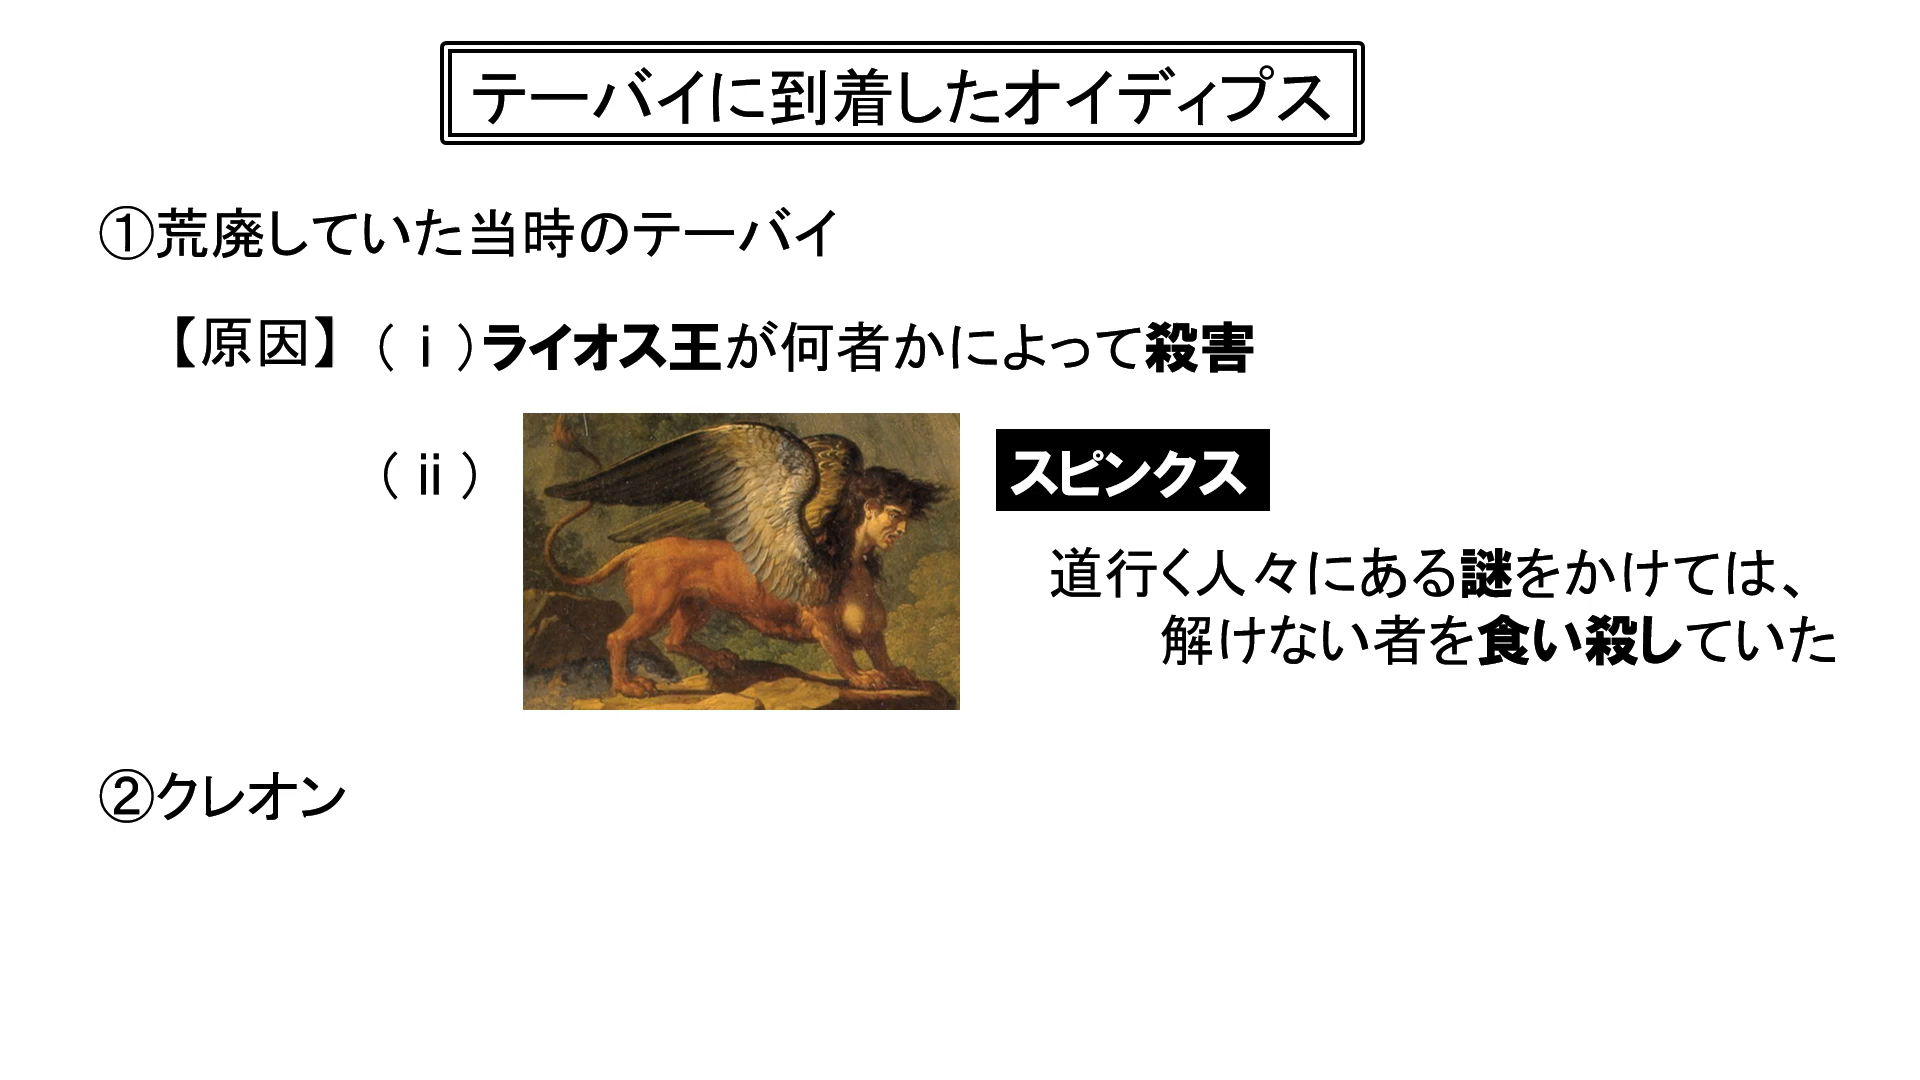 テーバイに到着したオイディプス
①荒廃していた当時のテーバイ
【原因】（ⅰ）ライオス王が何者かによって殺害
（ⅱ）
スピンクス
道行く人々にある謎をかけては、
解けない者を食い殺していた
②クレオン